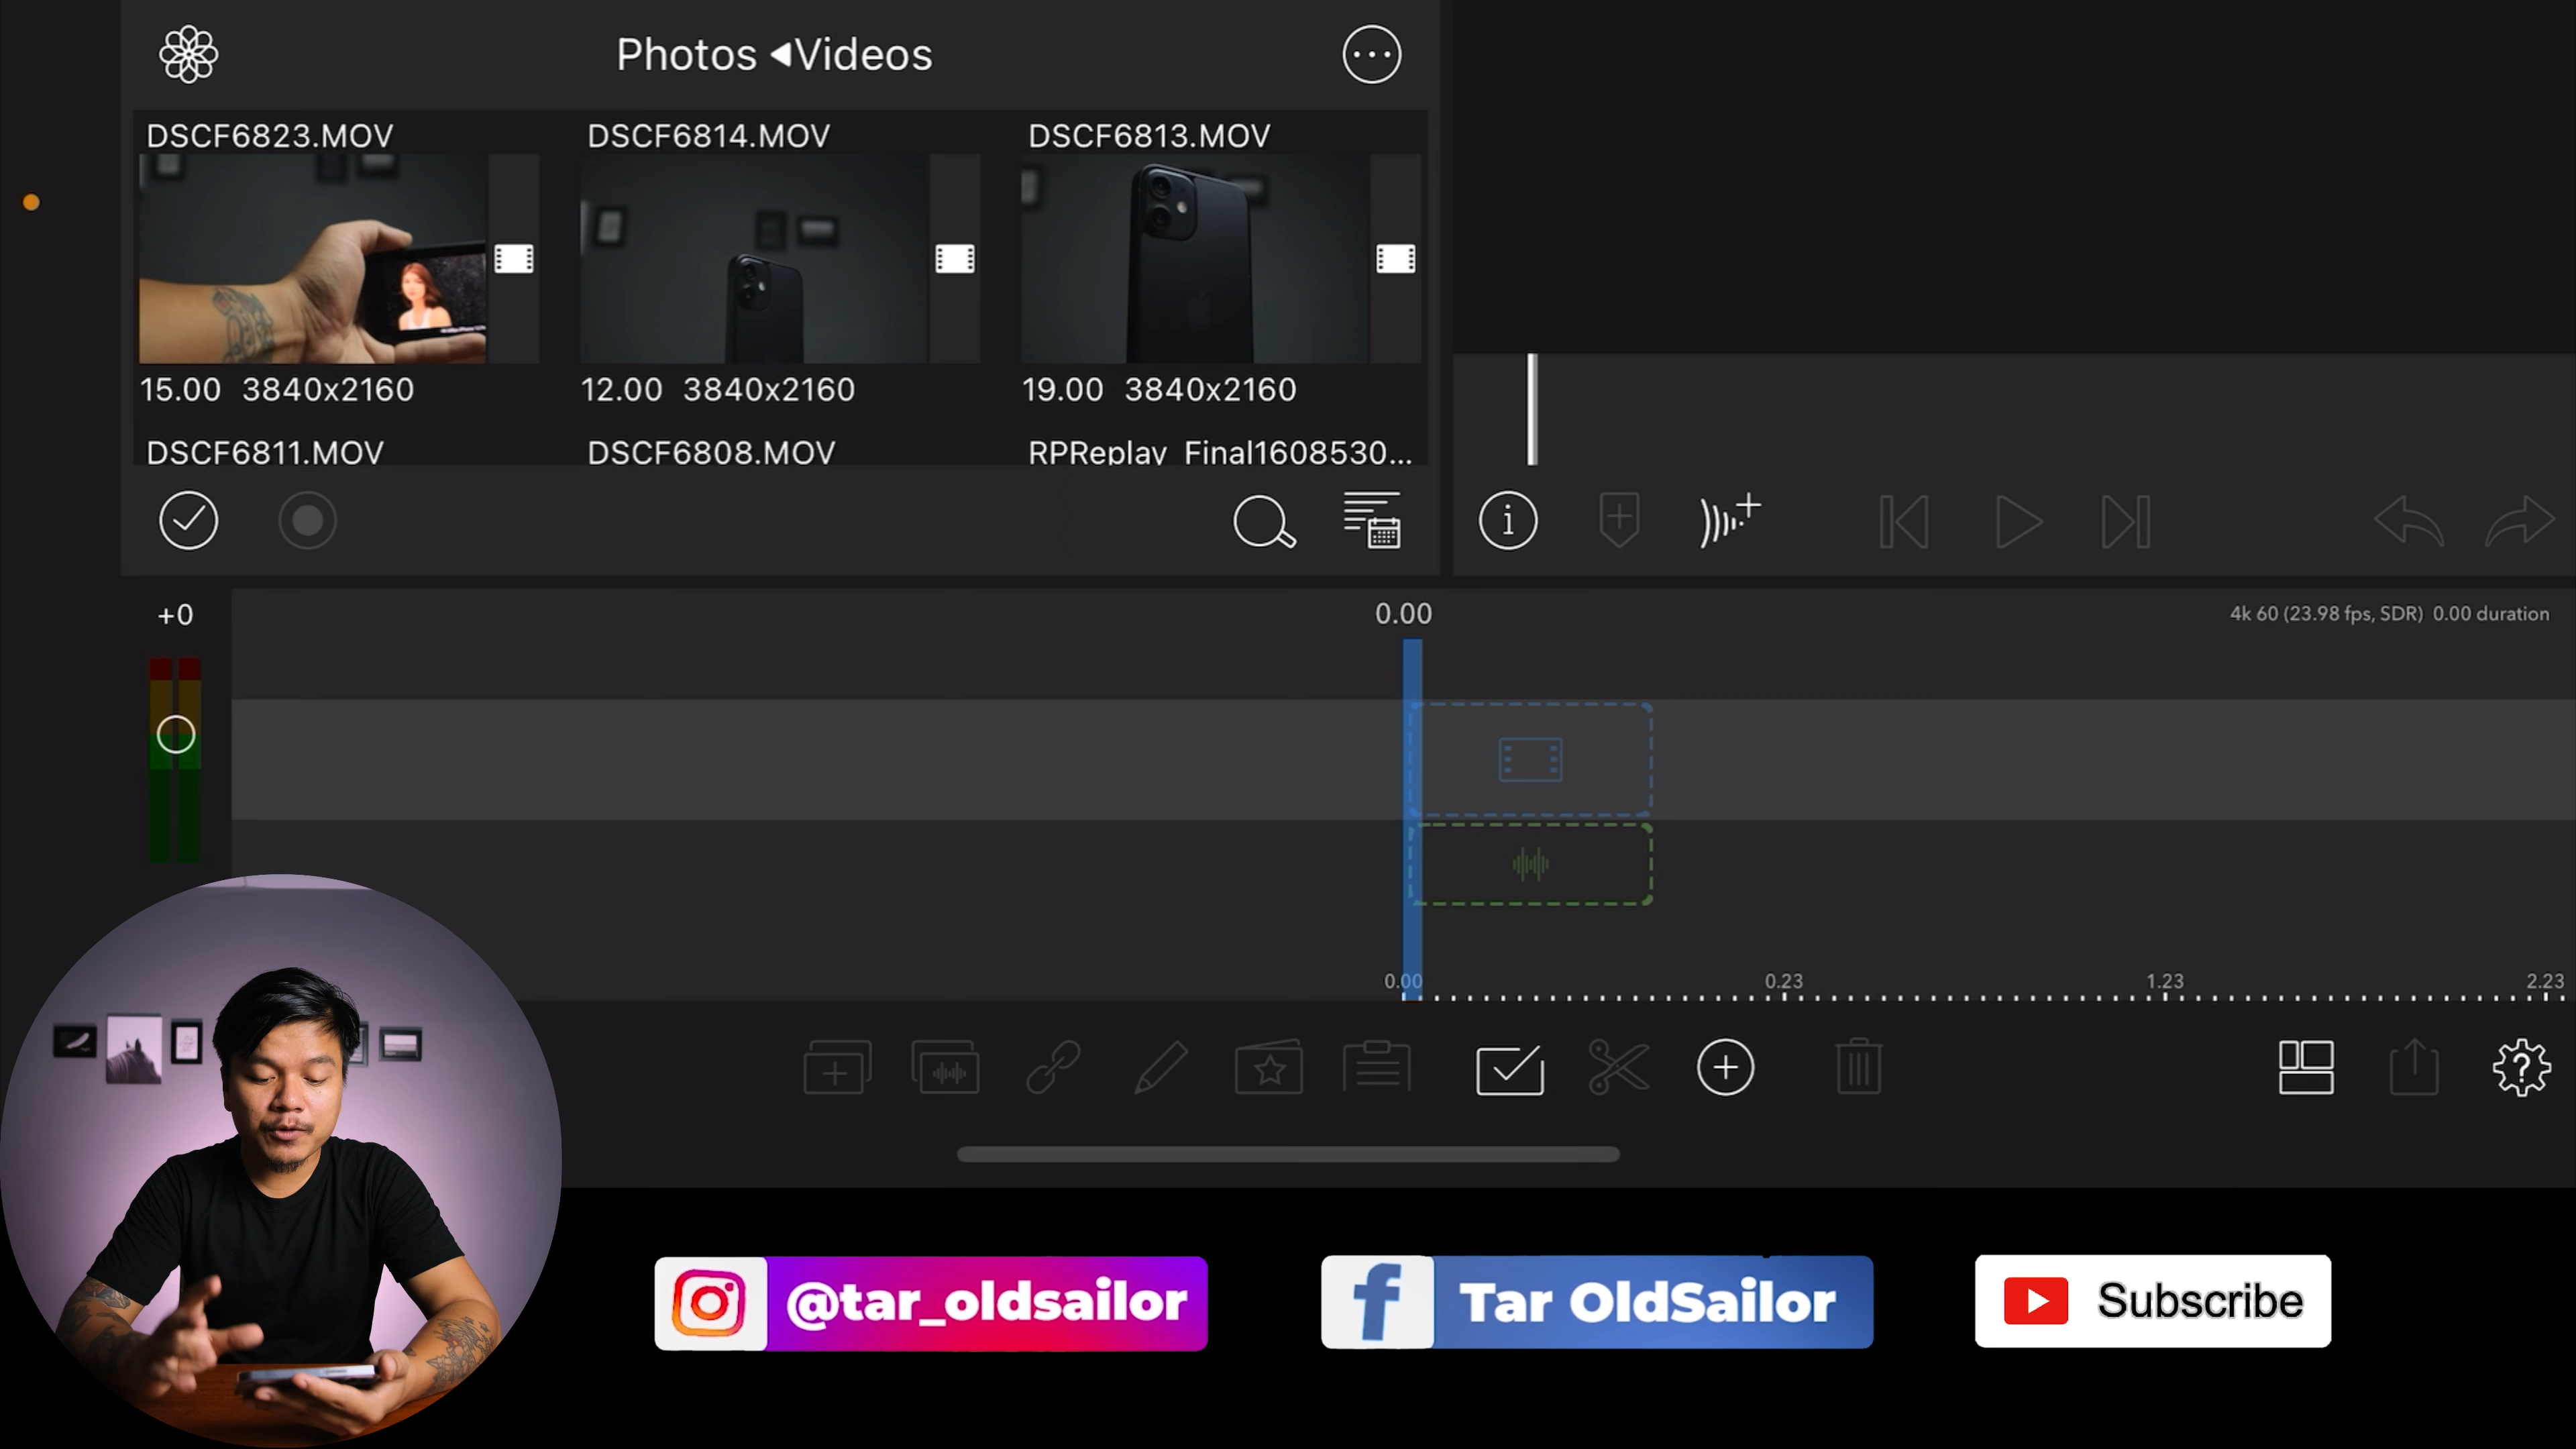 Photos ◀Videos
DSCF6823.MOV
DSCF6814.MOV
DSCF6813.MOV
15.00 3840x2160
12.00 3840x2160
19.00 3840x2160
DSCF6811.MOV
DSCF6808.MOV
RPReplay_Final1608530...
+0
0.00
4k 60 (23.98 fps, SDR) 0.00 duration
0.00
0.23
1.23
2.23
@tar_oldsailor
Tar OldSailor
Subscribe